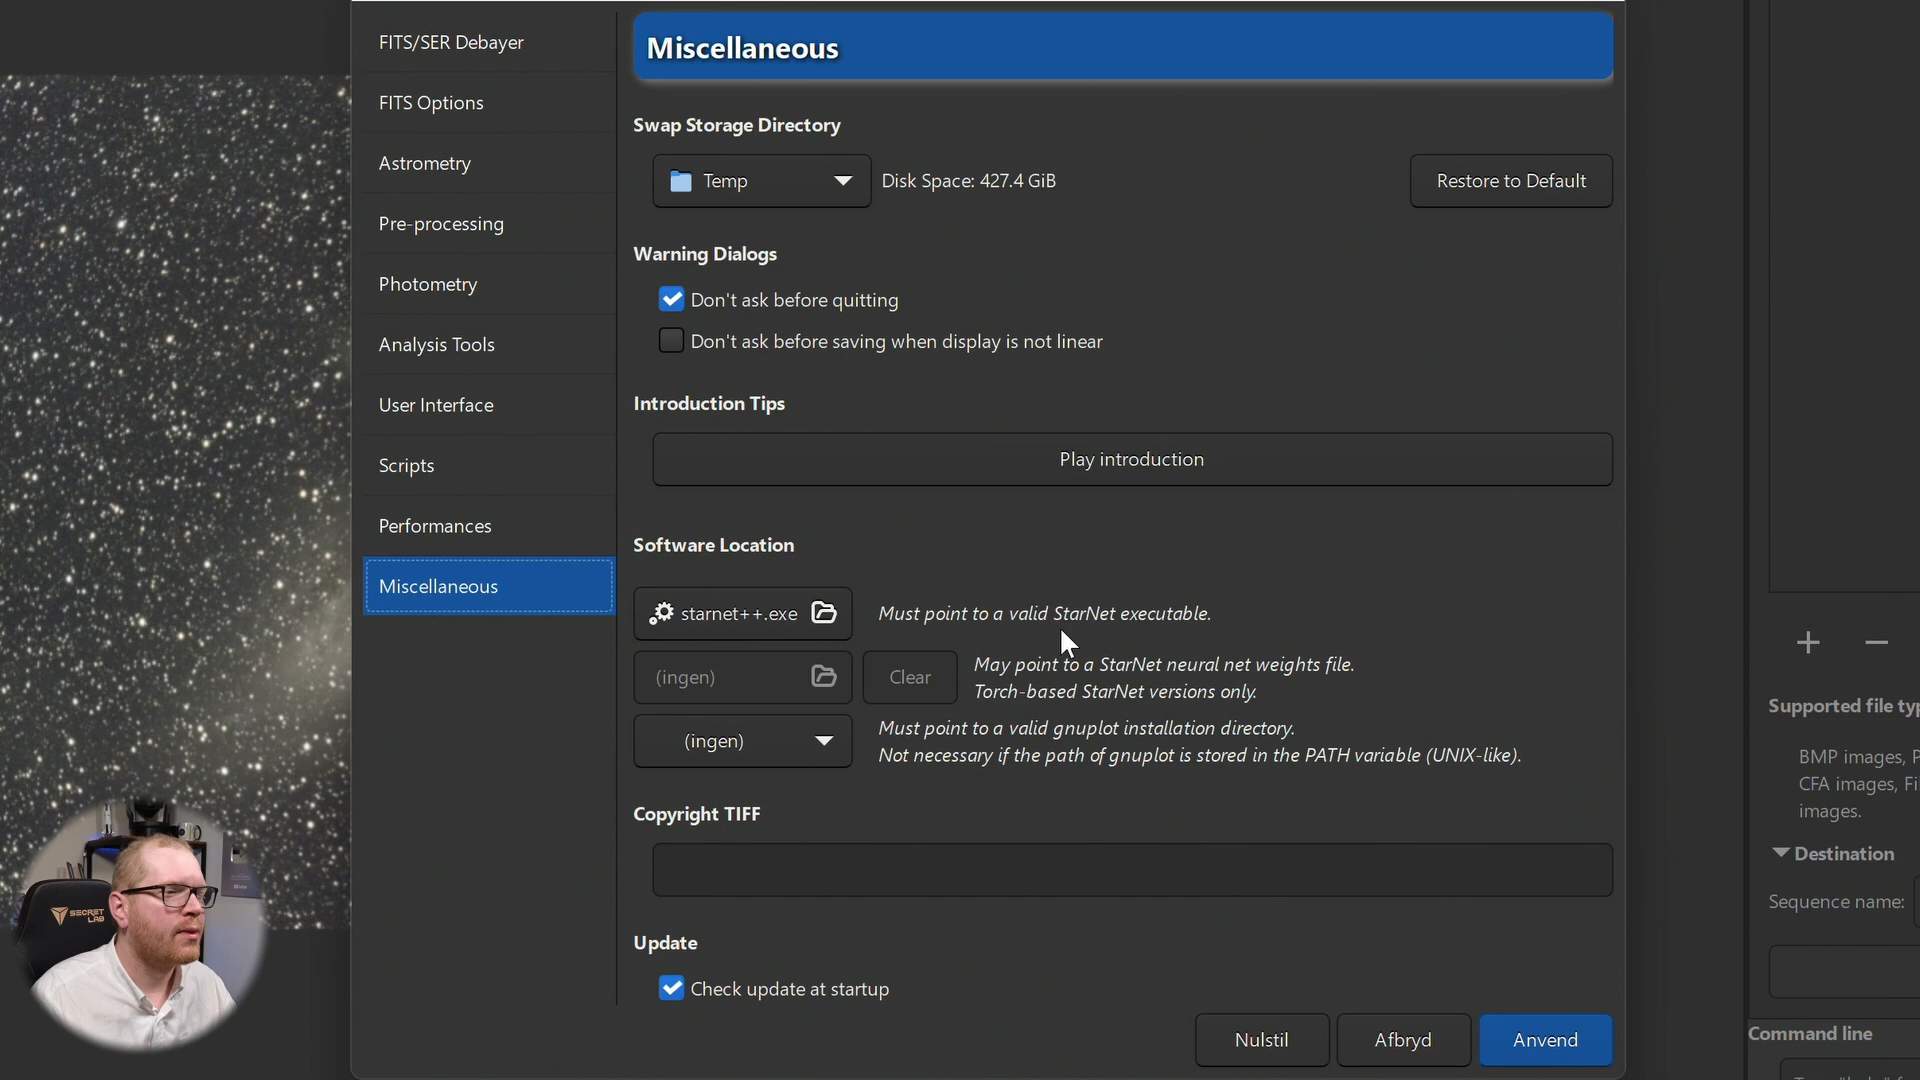 FITS/SER Debayer
FITS Options
Astrometry
Pre-processing
Photometry
Analysis Tools
User Interface
Scripts
Performances
Miscellaneous
Miscellaneous
Swap Storage Directory
Temp
Disk Space: 427.4 GiB
Restore to Default
Warning Dialogs
Don't ask before quitting
Don't ask before saving when display is not linear
Introduction Tips
Play introduction
Software Location
starnet++.exe
Must point to a valid StarNet executable.
(ingen)
Clear
May point to a StarNet neural net weights file.
Torch-based StarNet versions only.
(ingen)
Must point to a valid gnuplot installation directory.
Not necessary if the path of gnuplot is stored in the PATH variable (UNIX-like).
Copyright TIFF
Update
Check update at startup
Nulstil
Afbryd
Anvend
Supported file typ
BMP images, P
CFA images, Fi
images.
Destination
Sequence name:
Command line
SECRET
LAB